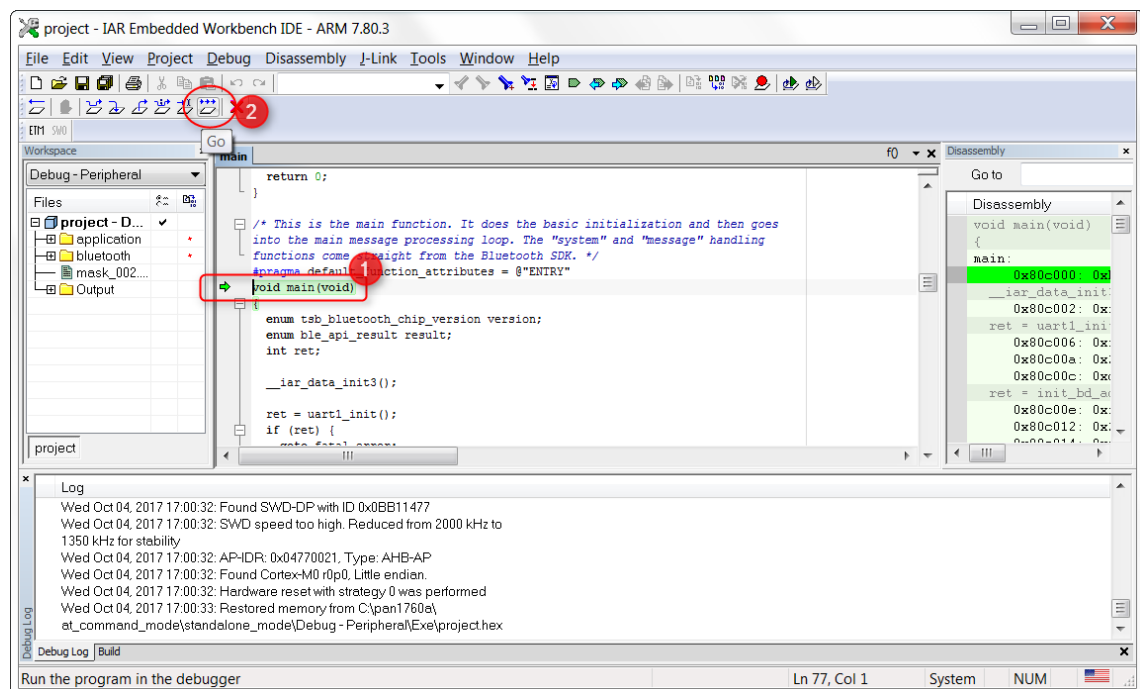 project - IAR Embedded Workbench IDE - ARM 7.80.3
File Edit View Project Debug Disassembly J-Link Tools Window Help
2
ETM SWO
Go
Workspace
Debug - Peripheral
Files
project - D...
application
bluetooth
mask_002....
Output
project
main
f()
return 0;
}
/* This is the main function. It does the basic initialization and then goes
into the main message processing loop. The "system" and "message" handling
functions come straight from the Bluetooth SDK. */
#pragma default_function_attributes = @"ENTRY"
1
void main(void)
{
enum tsb_bluetooth_chip_version version;
enum ble_api_result result;
int ret;
__iar_data_init3();
ret = uart1_init();
if (ret) {
goto fatal_error;
Disassembly
Go to
Disassembly
void main(void)
{
main:
0x80c000: 0x
__iar_data_init
0x80c002: 0x
ret = uart1_ini
0x80c006: 0x
0x80c00a: 0x
0x80c00c: 0x
ret = init_bd_a
0x80c00e: 0x
0x80c012: 0x
Log
Wed Oct 04, 2017 17:00:32: Found SWD-DP with ID 0x0BB11477
Wed Oct 04, 2017 17:00:32: SWD speed too high. Reduced from 2000 kHz to
1350 kHz for stability
Wed Oct 04, 2017 17:00:32: AP-IDR: 0x04770021, Type: AHB-AP
Wed Oct 04, 2017 17:00:32: Found Cortex-M0 r0p0, Little endian.
Wed Oct 04, 2017 17:00:32: Hardware reset with strategy 0 was performed
Wed Oct 04, 2017 17:00:33: Restored memory from C:\pan1760a\
at_command_mode\standalone_mode\Debug - Peripheral\Exe\project.hex
Debug Log
Debug Log Build
Run the program in the debugger
Ln 77, Col 1
System
NUM